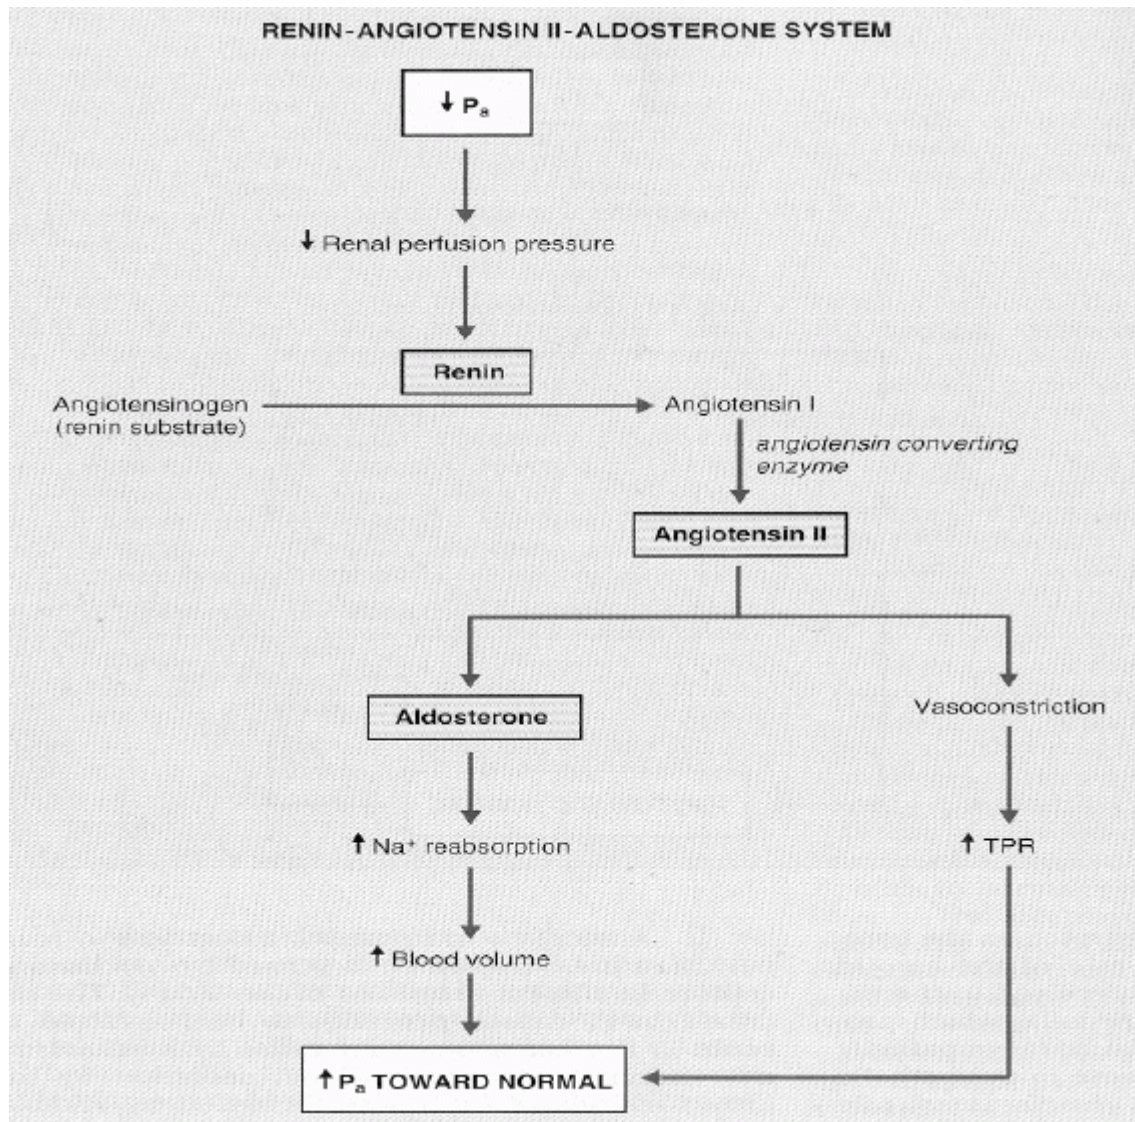 RENIN-ANGIOTENSIN II-ALDOSTERONE SYSTEM
↓ Pa
↓ Renal perfusion pressure
Renin
Angiotensinogen
(renin substrate)
Angiotensin I
angiotensin converting
enzyme
Angiotensin II
Aldosterone
Vasoconstriction
↑ Na⁺ reabsorption
↑ TPR
↑ Blood volume
↑ Pa TOWARD NORMAL